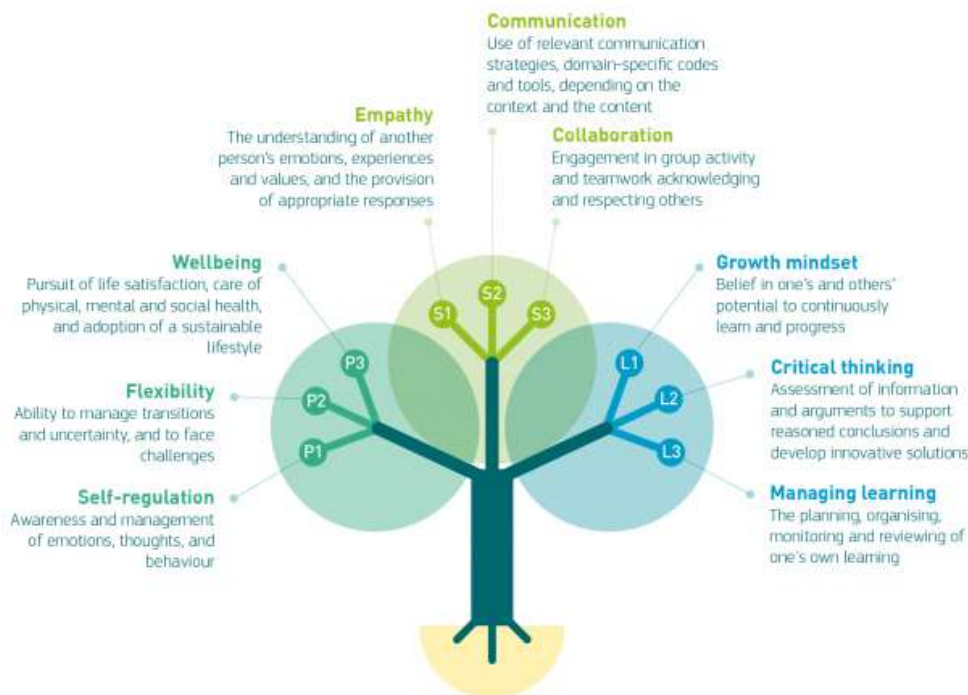 Communication
Use of relevant communication
strategies, domain-specific codes
and tools, depending on the
context and the content
Empathy
The understanding of another
person's emotions, experiences
and values, and the provision
of appropriate responses
Collaboration
Engagement in group activity
and teamwork acknowledging
and respecting others
Wellbeing
Pursuit of life satisfaction, care of
physical, mental and social health,
and adoption of a sustainable
lifestyle
Growth mindset
Belief in one's and others'
potential to continuously
learn and progress
Flexibility
Ability to manage transitions
and uncertainty, and to face
challenges
Critical thinking
Assessment of information
and arguments to support
reasoned conclusions and
develop innovative solutions
Self-regulation
Awareness and management
of emotions, thoughts, and
behaviour
Managing learning
The planning, organising,
monitoring and reviewing of
one's own learning
S1
S2
S3
P3
P2
P1
L1
L2
L3